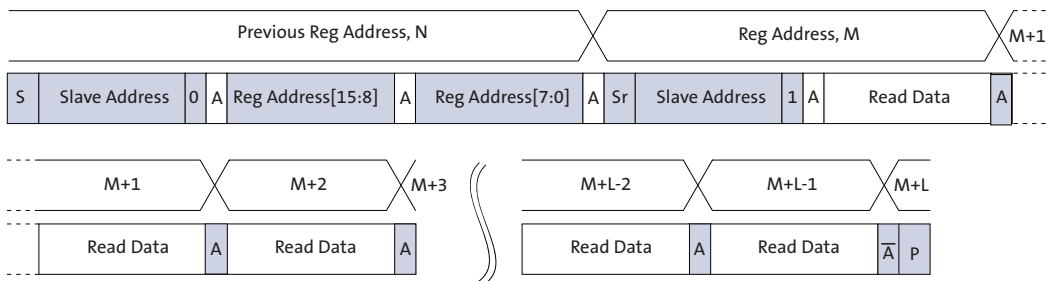 Previous Reg Address, N Reg Address, M M+1
S Slave Address 0 A Reg Address[15:8] A Reg Address[7:0] A Sr Slave Address 1 A Read Data A
M+1 M+2 M+3 M+L-2 M+L-1 M+L
Read Data A Read Data A Read Data A Read Data A̅ P